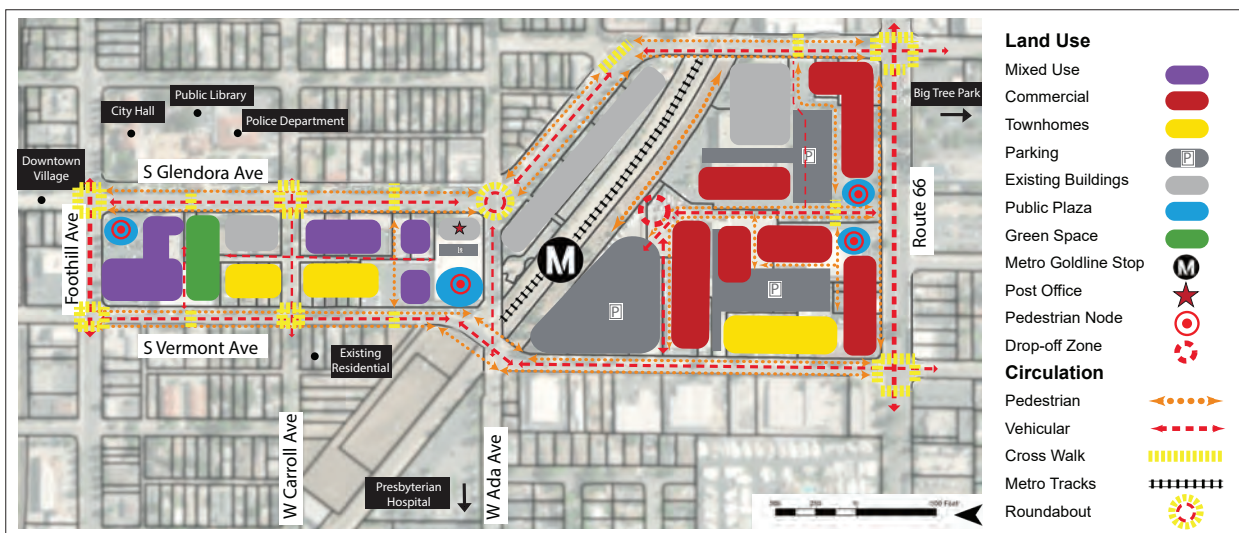 City Hall
Public Library
Police Department
Downtown
Village
S Glendora Ave
Foothill Ave
S Vermont Ave
Existing
Residential
W Carroll Ave
Presbyterian
Hospital
W Ada Ave
M
P
P
P
Big Tree Park
Route 66
Land Use
Mixed Use
Commercial
Townhomes
Parking
P
Existing Buildings
Public Plaza
Green Space
Metro Goldline Stop
M
Post Office
Pedestrian Node
Drop-off Zone
Circulation
Pedestrian
Vehicular
Cross Walk
Metro Tracks
Roundabout